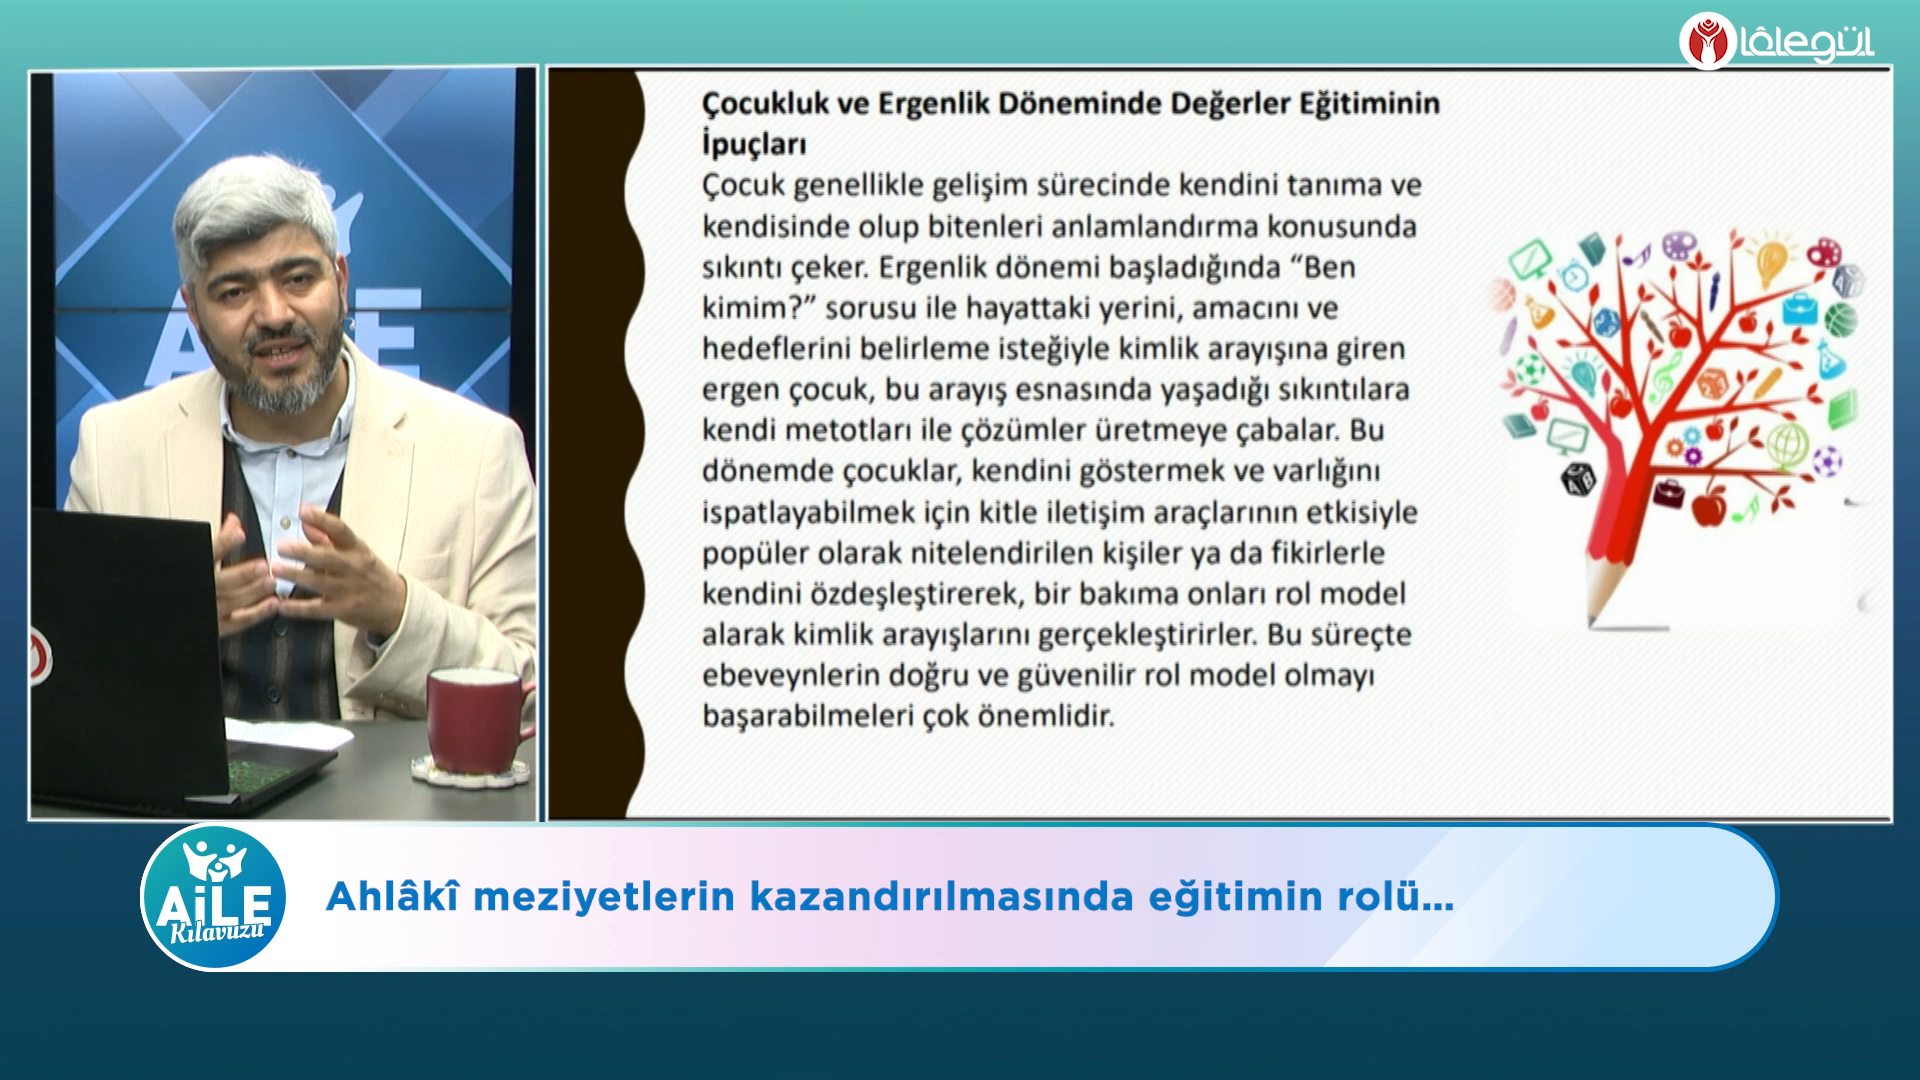 lâlegül
Çocukluk ve Ergenlik Döneminde Değerler Eğitiminin
İpuçları
Çocuk genellikle gelişim sürecinde kendini tanıma ve
kendisinde olup bitenleri anlamlandırma konusunda
sıkıntı çeker. Ergenlik dönemi başladığında “Ben
kimim?” sorusu ile hayattaki yerini, amacını ve
hedeflerini belirleme isteğiyle kimlik arayışına giren
ergen çocuk, bu arayış esnasında yaşadığı sıkıntılara
kendi metotları ile çözümler üretmeye çabalar. Bu
dönemde çocuklar, kendini göstermek ve varlığını
ispatlayabilmek için kitle iletişim araçlarının etkisiyle
popüler olarak nitelendirilen kişiler ya da fikirlerle
kendini özdeşleştirerek, bir bakıma onları rol model
alarak kimlik arayışlarını gerçekleştirirler. Bu süreçte
ebeveynlerin doğru ve güvenilir rol model olmayı
başarabilmeleri çok önemlidir.
AİLE
Kılavuzu
Ahlâkî meziyetlerin kazandırılmasında eğitimin rolü...